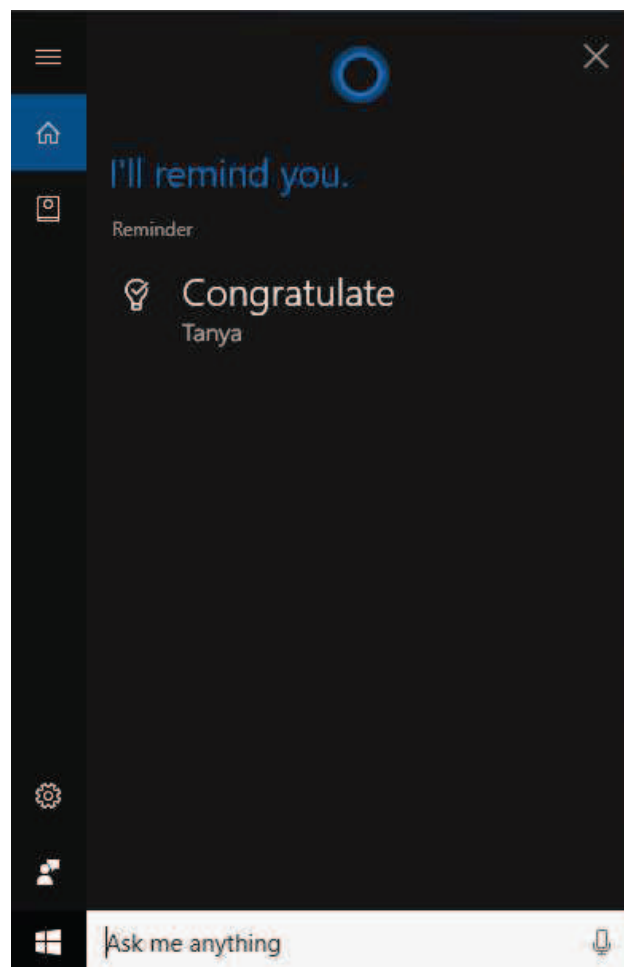 I'll remind you.
Reminder
Congratulate
Tanya
Ask me anything